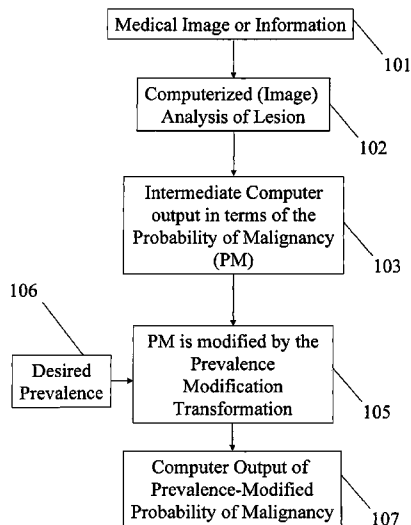 Medical Image or Information
101
Computerized (Image)
Analysis of Lesion
102
Intermediate Computer
output in terms of the
Probability of Malignancy
(PM)
103
106
Desired
Prevalence
PM is modified by the
Prevalence
Modification
Transformation
105
Computer Output of
Prevalence-Modified
Probability of Malignancy
107